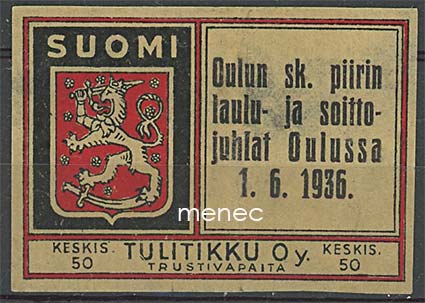 SUOMI
Oulun sk. piirin
laulu- ja soitto-
juhlat Oulussa
1. 6. 1936.
menec
KESKIS. 50
TULITIKKU Oy.
TRUSTIVAPAITA
KESKIS. 50